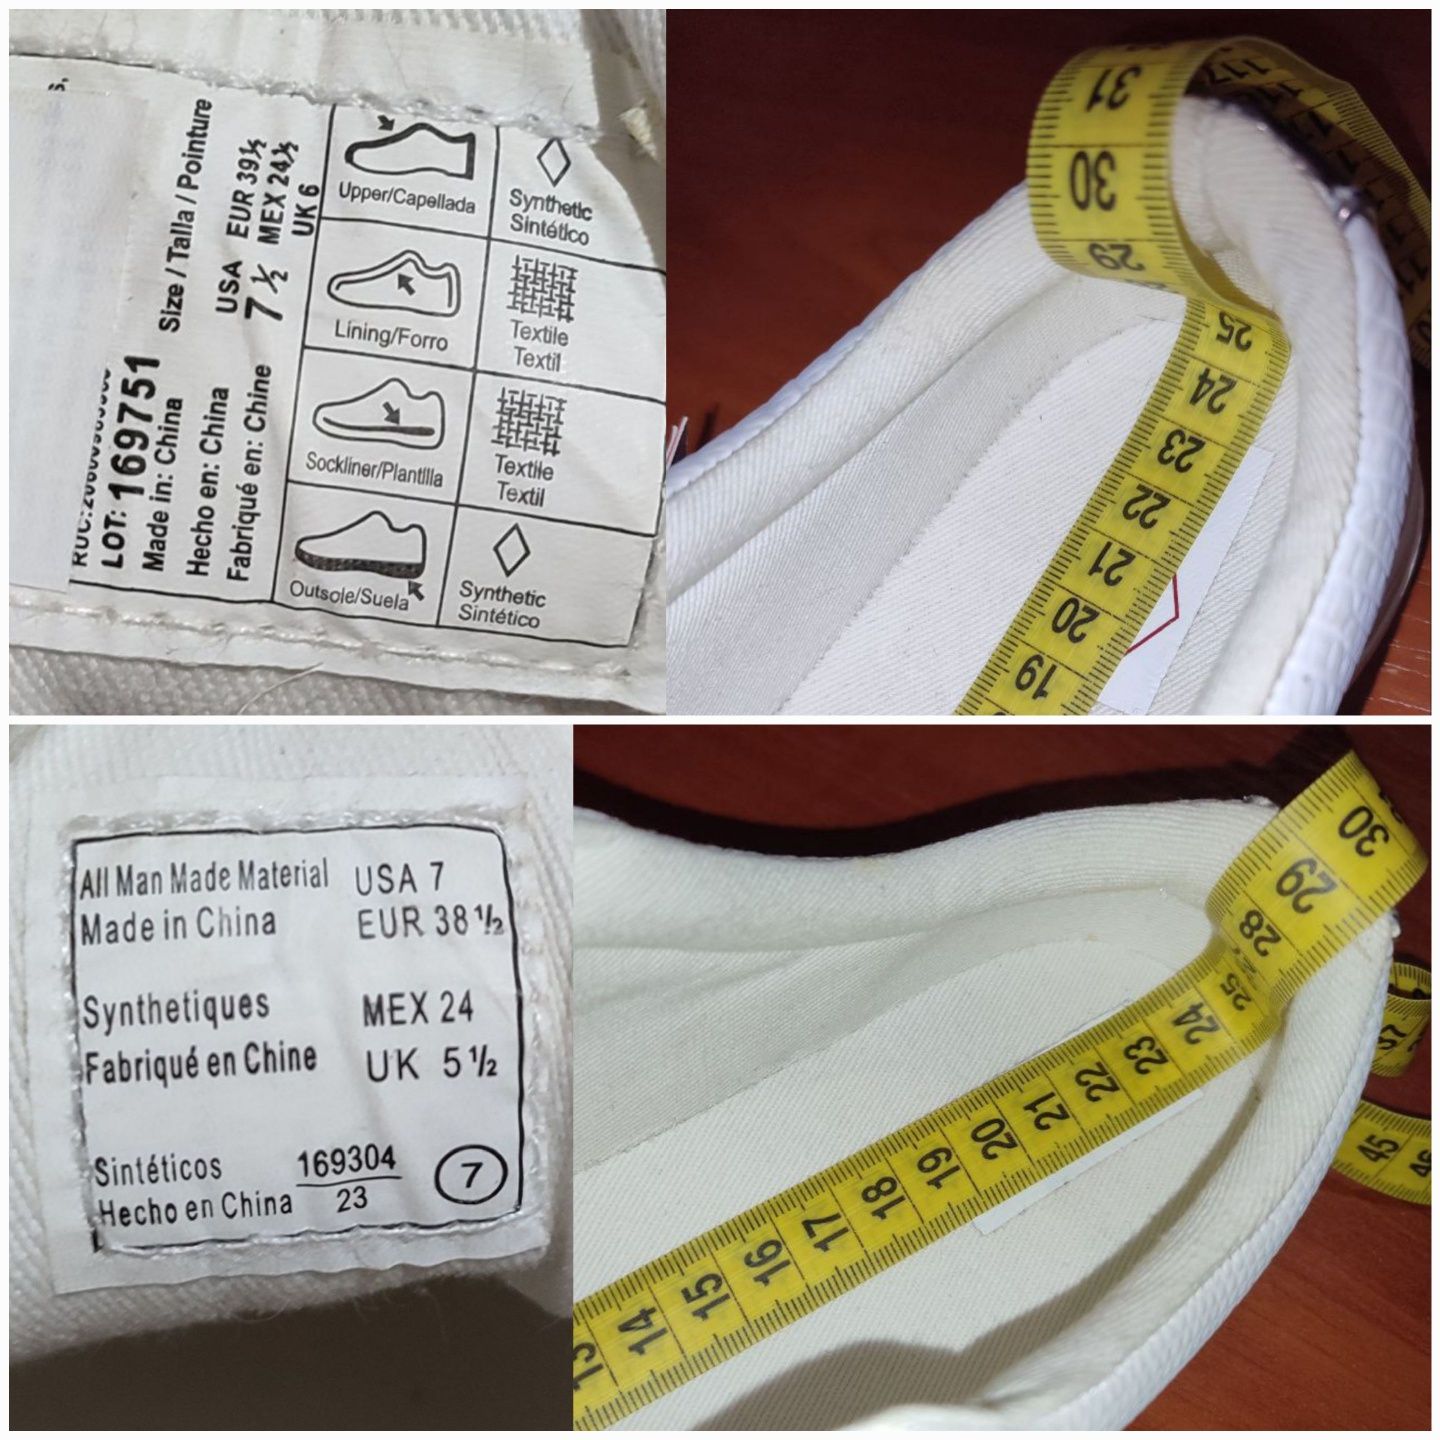 LOT: 169751
Made in: China
Hecho en: China
Fabriqué en: Chine
Size / Talla / Pointure
USA
7 ½
EUR 39½
MEX 24½
UK 6
Upper/Capellada
Synthetic
Sintético
Lining/Forro
Textile
Textil
Sockliner/Plantilla
Textile
Textil
Outsole/Suela
Synthetic
Sintético
31
30
29
25
24
23
22
21
20
19
117
All Man Made Material
USA 7
Made in China
EUR 38 ½
Synthetiques
MEX 24
Fabriqué en Chine
UK 5 ½
Sintéticos
169304
Hecho en China
23
7
30
29
28
25
24
23
22
21
20
19
18
17
16
15
14
13
45
46